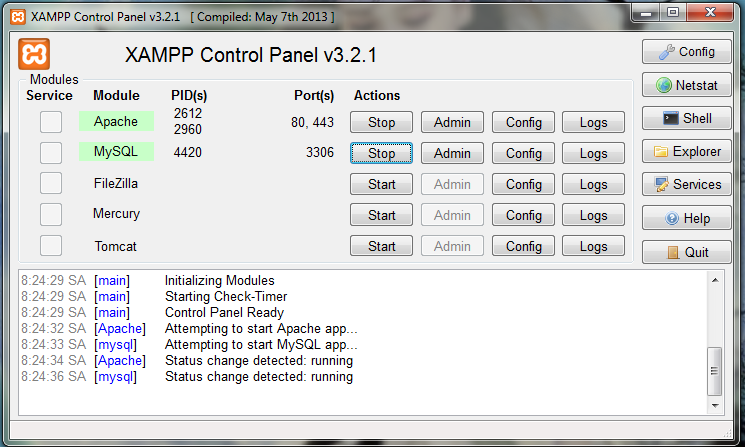 XAMPP Control Panel v3.2.1 [ Compiled: May 7th 2013 ]
XAMPP Control Panel v3.2.1
Config
Modules
Service Module PID(s) Port(s) Actions
Netstat
Apache 2612 2960 80, 443 Stop Admin Config Logs
Shell
MySQL 4420 3306 Stop Admin Config Logs
Explorer
FileZilla Start Admin Config Logs
Services
Mercury Start Admin Config Logs
Help
Tomcat Start Admin Config Logs
Quit
8:24:29 SA [main] Initializing Modules
8:24:29 SA [main] Starting Check-Timer
8:24:29 SA [main] Control Panel Ready
8:24:32 SA [Apache] Attempting to start Apache app...
8:24:33 SA [mysql] Attempting to start MySQL app...
8:24:34 SA [Apache] Status change detected: running
8:24:36 SA [mysql] Status change detected: running